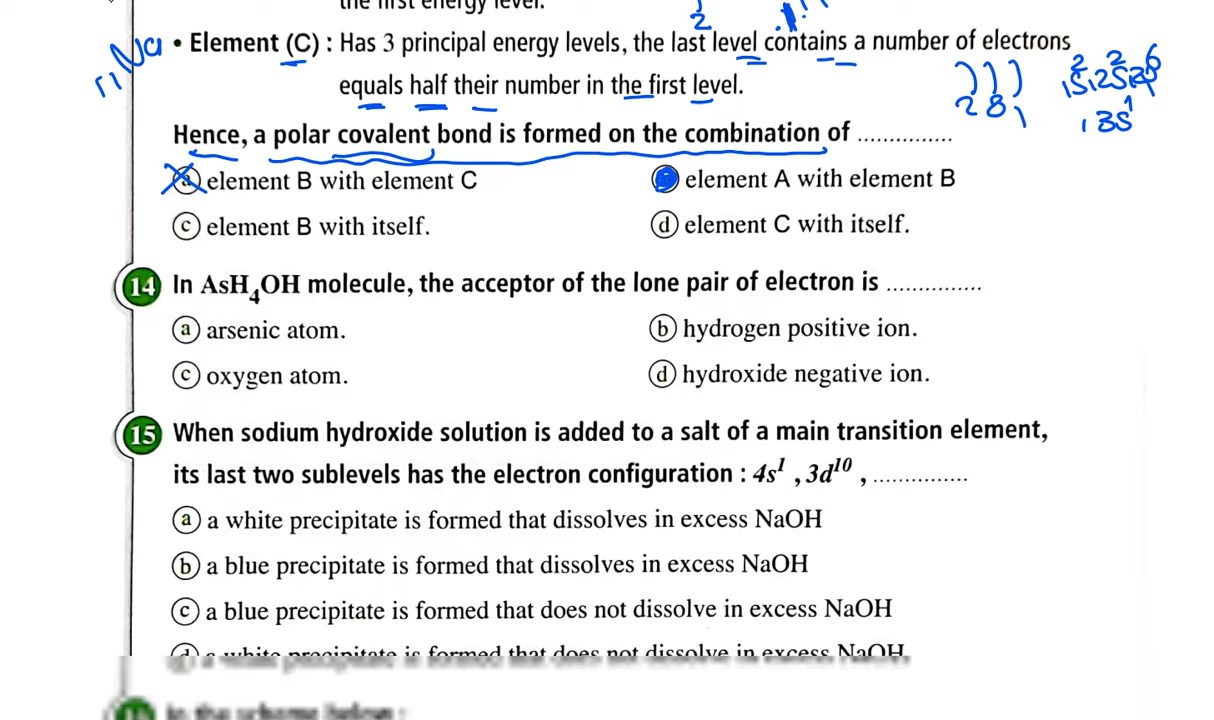 the first energy level.
2
11Na • Element (C) : Has 3 principal energy levels, the last level contains a number of electrons
equals half their number in the first level.
2 8 1
1S2 2S2 2P6
3S1
Hence, a polar covalent bond is formed on the combination of ...............
a element B with element C
element A with element B
c element B with itself.
d element C with itself.
14 In AsH4OH molecule, the acceptor of the lone pair of electron is ...............
a arsenic atom.
b hydrogen positive ion.
c oxygen atom.
d hydroxide negative ion.
15 When sodium hydroxide solution is added to a salt of a main transition element,
its last two sublevels has the electron configuration : 4s1 , 3d10 , ...............
a a white precipitate is formed that dissolves in excess NaOH
b a blue precipitate is formed that dissolves in excess NaOH
c a blue precipitate is formed that does not dissolve in excess NaOH
d a white precipitate is formed that does not dissolve in excess NaOH.
In the scheme below :